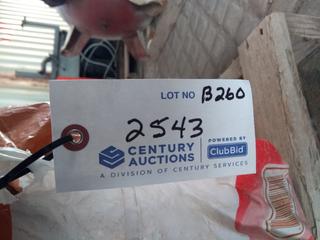 LOT NO B260
2543
CENTURY AUCTIONS
POWERED BY
ClubBid
A DIVISION OF CENTURY SERVICES